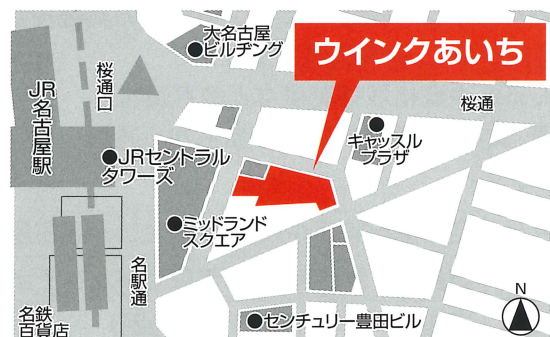 大名古屋
ビルヂング
ウインクあいち
桜通口
JR名古屋駅
桜通
キャッスル
プラザ
JRセントラル
タワーズ
ミッドランド
スクエア
名駅通
名鉄
百貨店
センチュリー豊田ビル
N